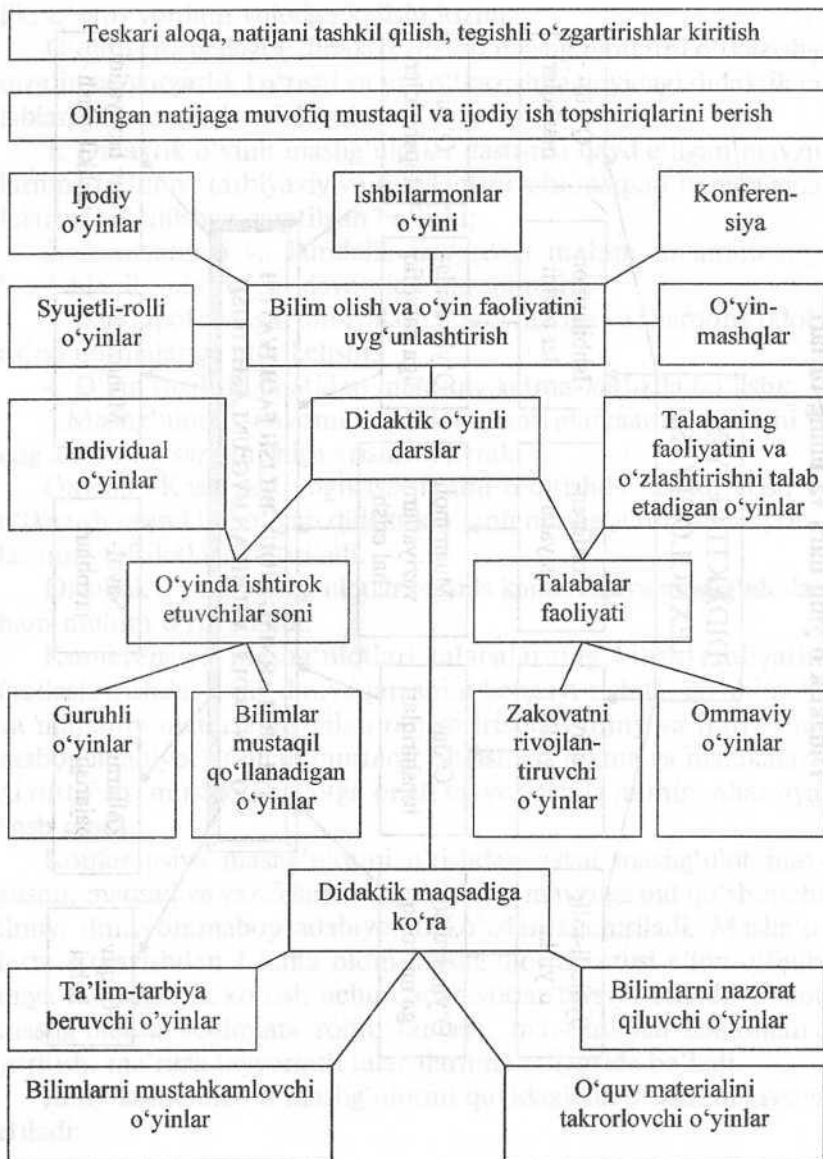 Teskari aloqa, natijani tashkil qilish, tegishli o‘zgartirishlar kiritish
Olingan natijaga muvofiq mustaqil va ijodiy ish topshiriqlarini berish
Ijodiy
o‘yinlar
Ishbilarmonlar
o‘yini
Konferen-
siya
Syujetli-rolli
o‘yinlar
Bilim olish va o‘yin faoliyatini
uyg‘unlashtirish
O‘yin-
mashqlar
Individual
o‘yinlar
Didaktik o‘yinli
darslar
Talabaning
faoliyatini va
o‘zlashtirishni talab
etadigan o‘yinlar
O‘yinda ishtirok
etuvchilar soni
Talabalar
faoliyati
Guruhli
o‘yinlar
Bilimlar
mustaqil
qo‘llanadigan
o‘yinlar
Zakovatni
rivojlan-
tiruvchi
o‘yinlar
Ommaviy
o‘yinlar
Didaktik maqsadiga
ko‘ra
Ta’lim-tarbiya
beruvchi o‘yinlar
Bilimlarni nazorat
qiluvchi o‘yinlar
Bilimlarni mustahkamlovchi
o‘yinlar
O‘quv materialini
takrorlovchi o‘yinlar